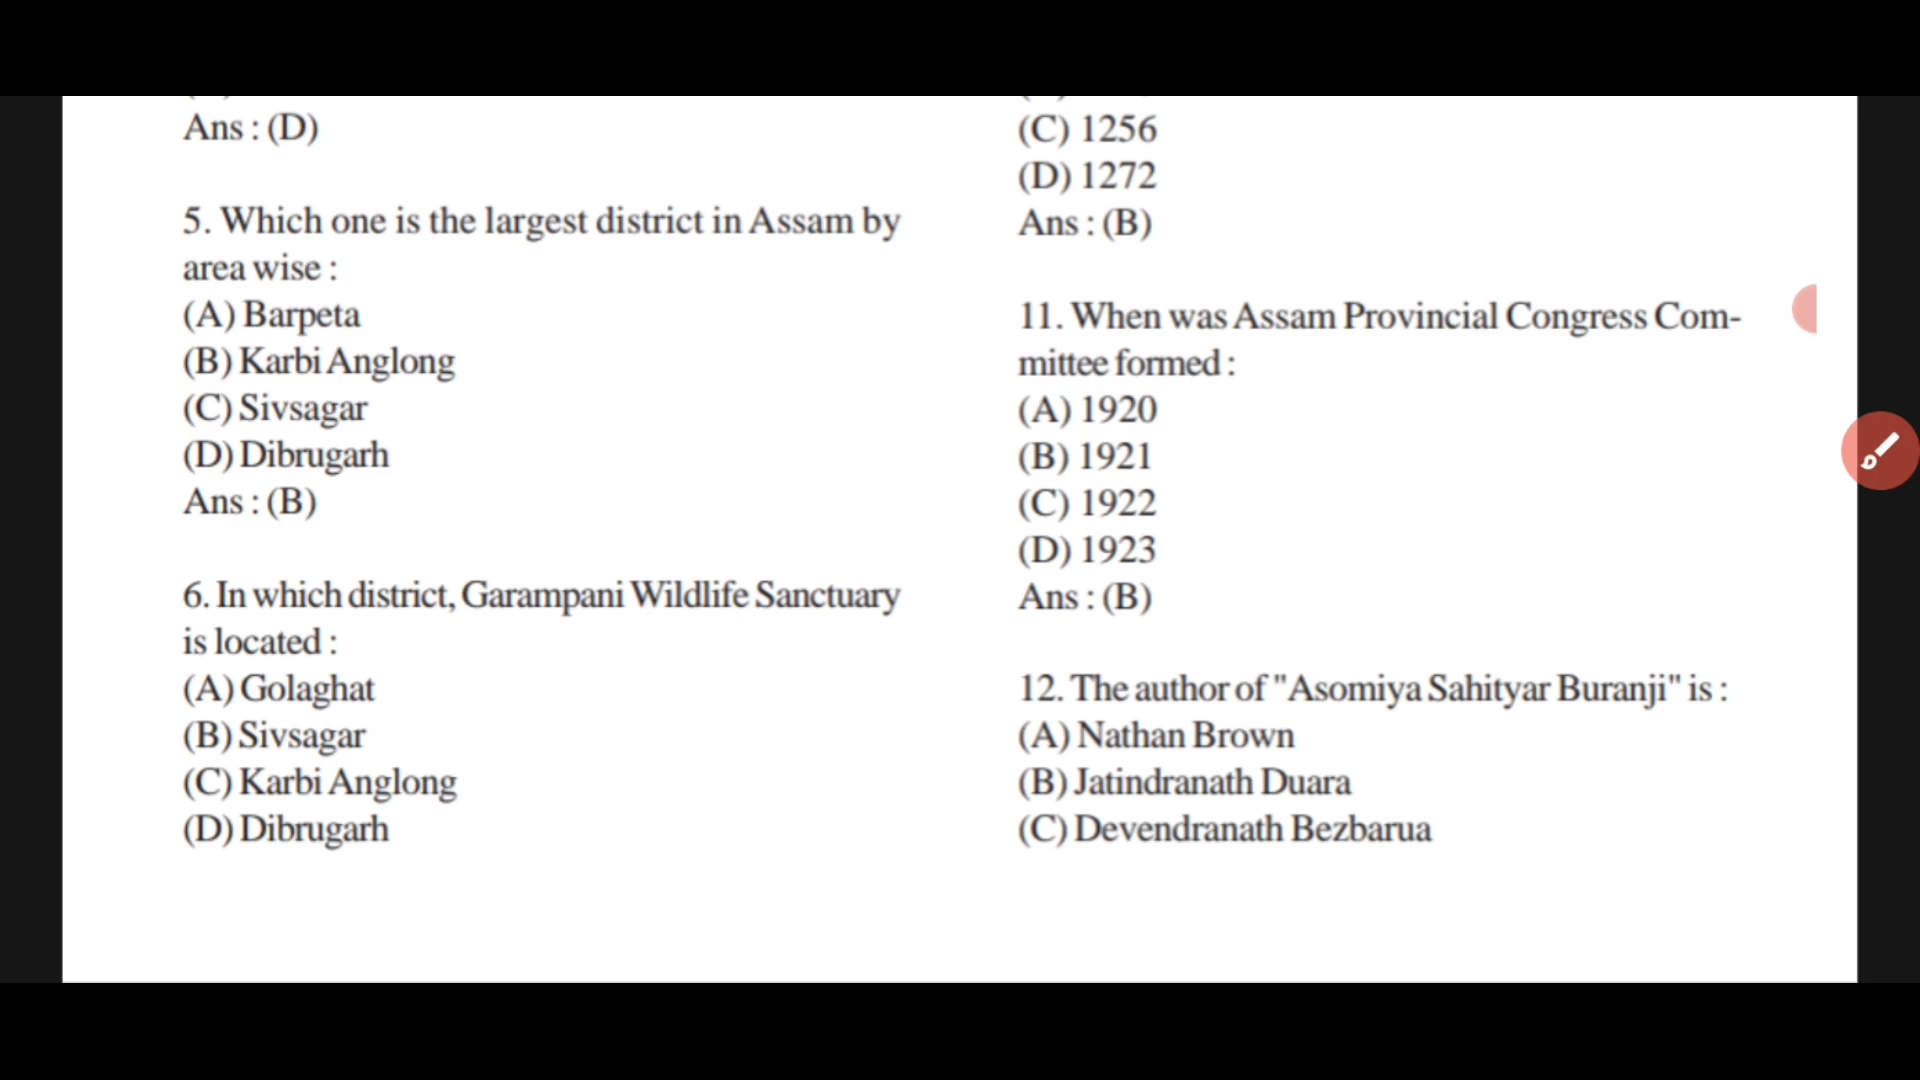 Ans : (D)
5. Which one is the largest district in Assam by
area wise :
(A) Barpeta
(B) Karbi Anglong
(C) Sivsagar
(D) Dibrugarh
Ans : (B)
6. In which district, Garampani Wildlife Sanctuary
is located :
(A) Golaghat
(B) Sivsagar
(C) Karbi Anglong
(D) Dibrugarh
(C) 1256
(D) 1272
Ans : (B)
11. When was Assam Provincial Congress Com-
mittee formed :
(A) 1920
(B) 1921
(C) 1922
(D) 1923
Ans : (B)
12. The author of "Asomiya Sahityar Buranji" is :
(A) Nathan Brown
(B) Jatindranath Duara
(C) Devendranath Bezbarua